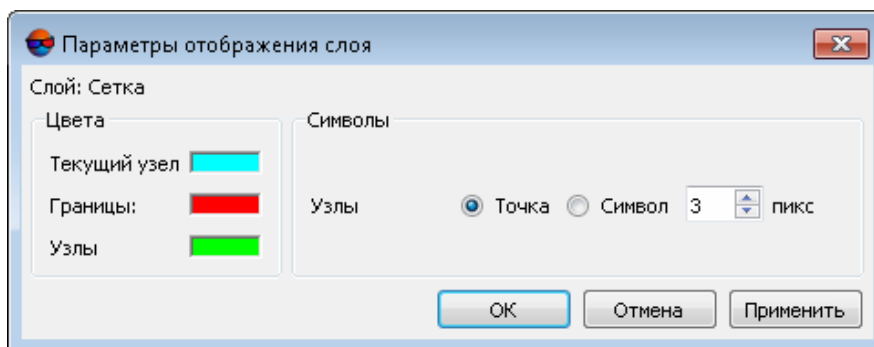 Параметры отображения слоя
Слой: Сетка
Цвета
Символы
Текущий узел
Границы:
Узлы
Узлы Точка Символ 3 пикс
OK Отмена Применить